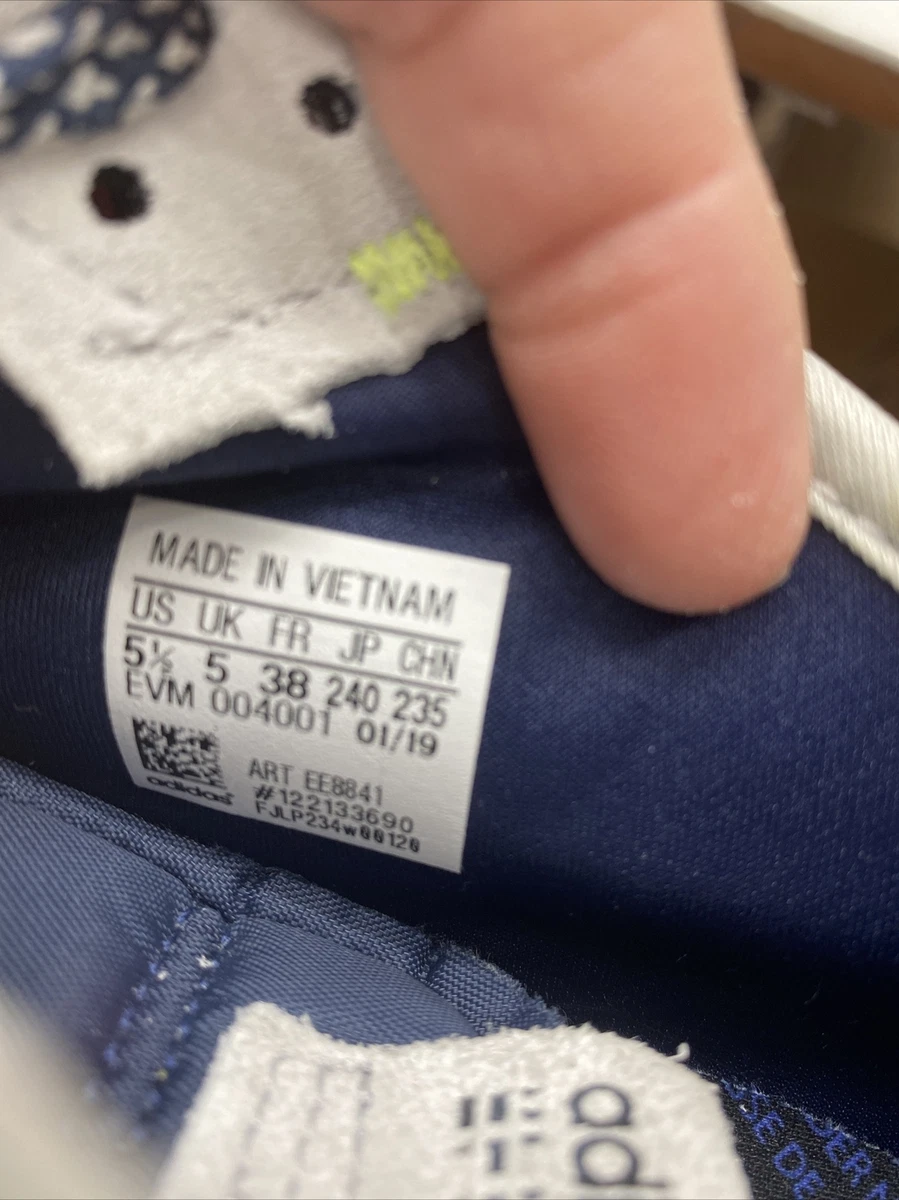 MADE IN VIETNAM
US UK FR JP CHN
5½ 5 38 240 235
EVM 004001 01/19
ART EE8841
adidas #122133690
FJLP234w00120